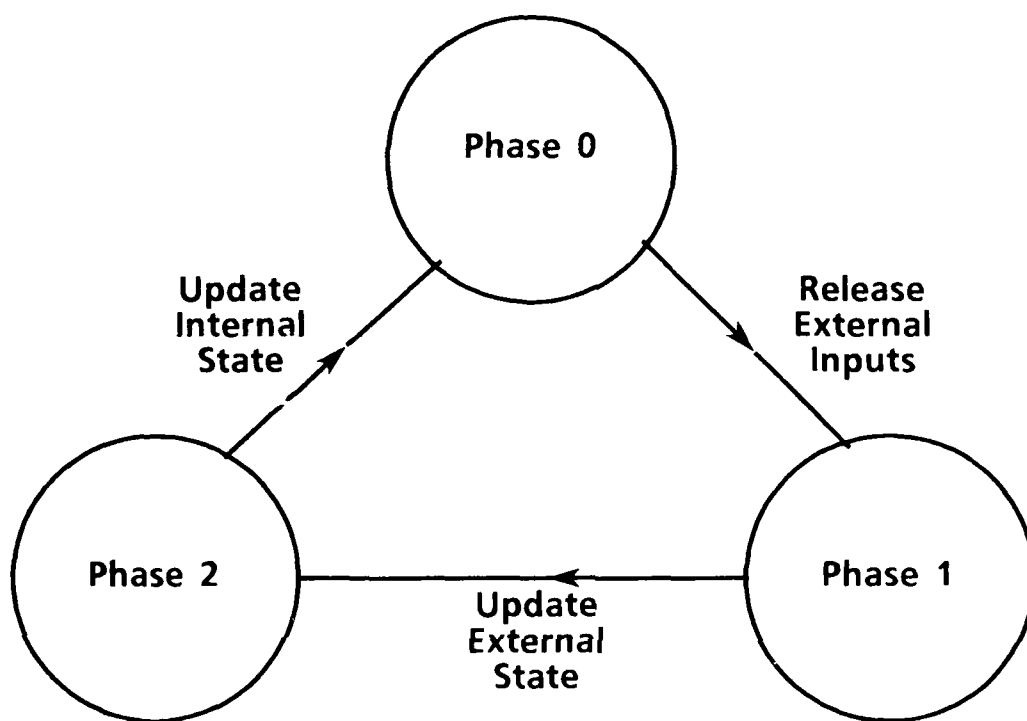 Phase 0
Update
Internal
State
Release
External
Inputs
Phase 2
Phase 1
Update
External
State